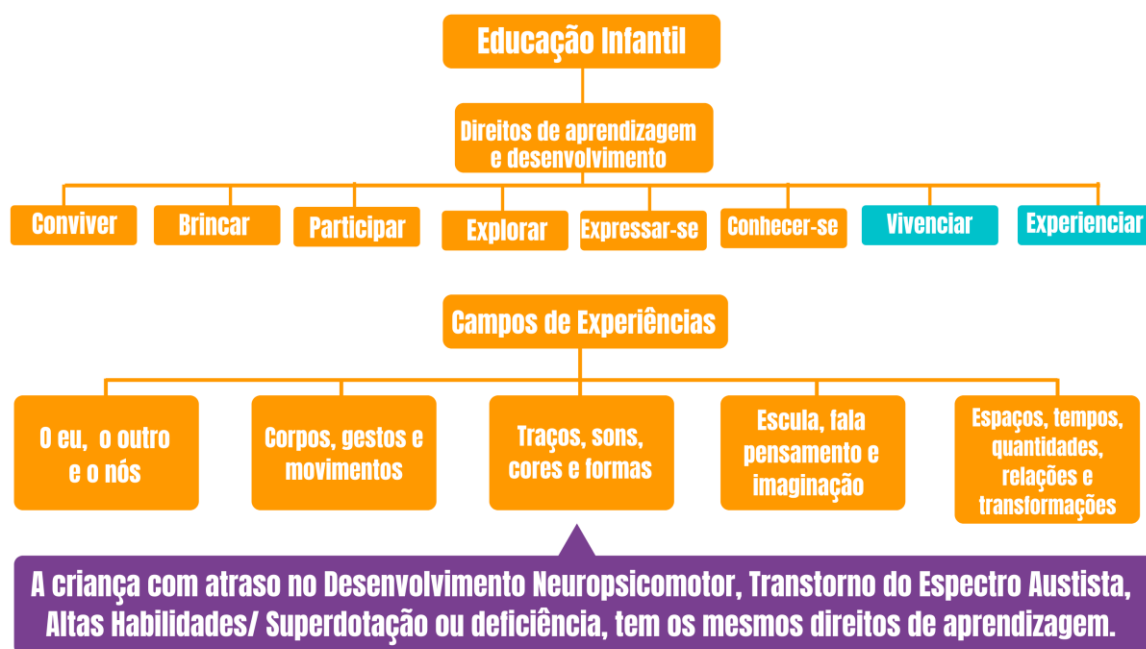 Educação Infantil
Direitos de aprendizagem
e desenvolvimento
Conviver
Brincar
Participar
Explorar
Expressar-se
Conhecer-se
Vivenciar
Experienciar
Campos de Experiências
O eu, o outro
e o nós
Corpos, gestos e
movimentos
Traços, sons,
cores e formas
Escula, fala
pensamento e
imaginação
Espaços, tempos,
quantidades,
relações e
transformações
A criança com atraso no Desenvolvimento Neuropsicomotor, Transtorno do Espectro Austista,
Altas Habilidades/ Superdotação ou deficiência, tem os mesmos direitos de aprendizagem.